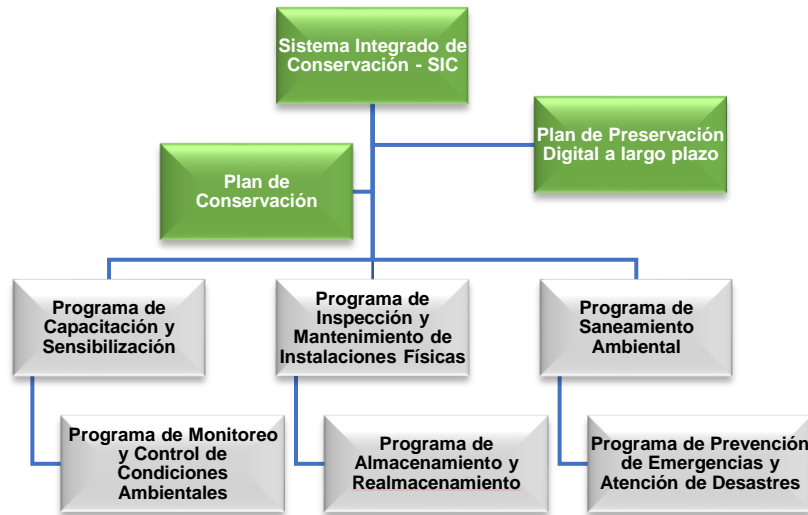 Sistema Integrado de
Conservación - SIC
Plan de Preservación
Digital a largo plazo
Plan de
Conservación
Programa de
Capacitación y
Sensibilización
Programa de
Inspección y
Mantenimiento de
Instalaciones Físicas
Programa de
Saneamiento
Ambiental
Programa de Monitoreo
y Control de
Condiciones
Ambientales
Programa de
Almacenamiento y
Realmacenamiento
Programa de Prevención
de Emergencias y
Atención de Desastres